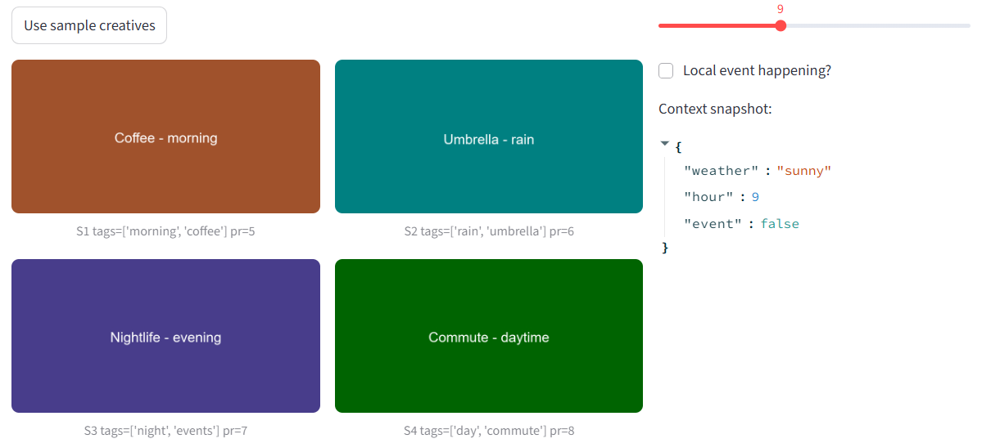 Use sample creatives
Coffee - morning
S1 tags=['morning', 'coffee'] pr=5
Umbrella - rain
S2 tags=['rain', 'umbrella'] pr=6
Nightlife - evening
S3 tags=['night', 'events'] pr=7
Commute - daytime
S4 tags=['day', 'commute'] pr=8
9
Local event happening?
Context snapshot:
{
"weather" : "sunny"
"hour" : 9
"event" : false
}